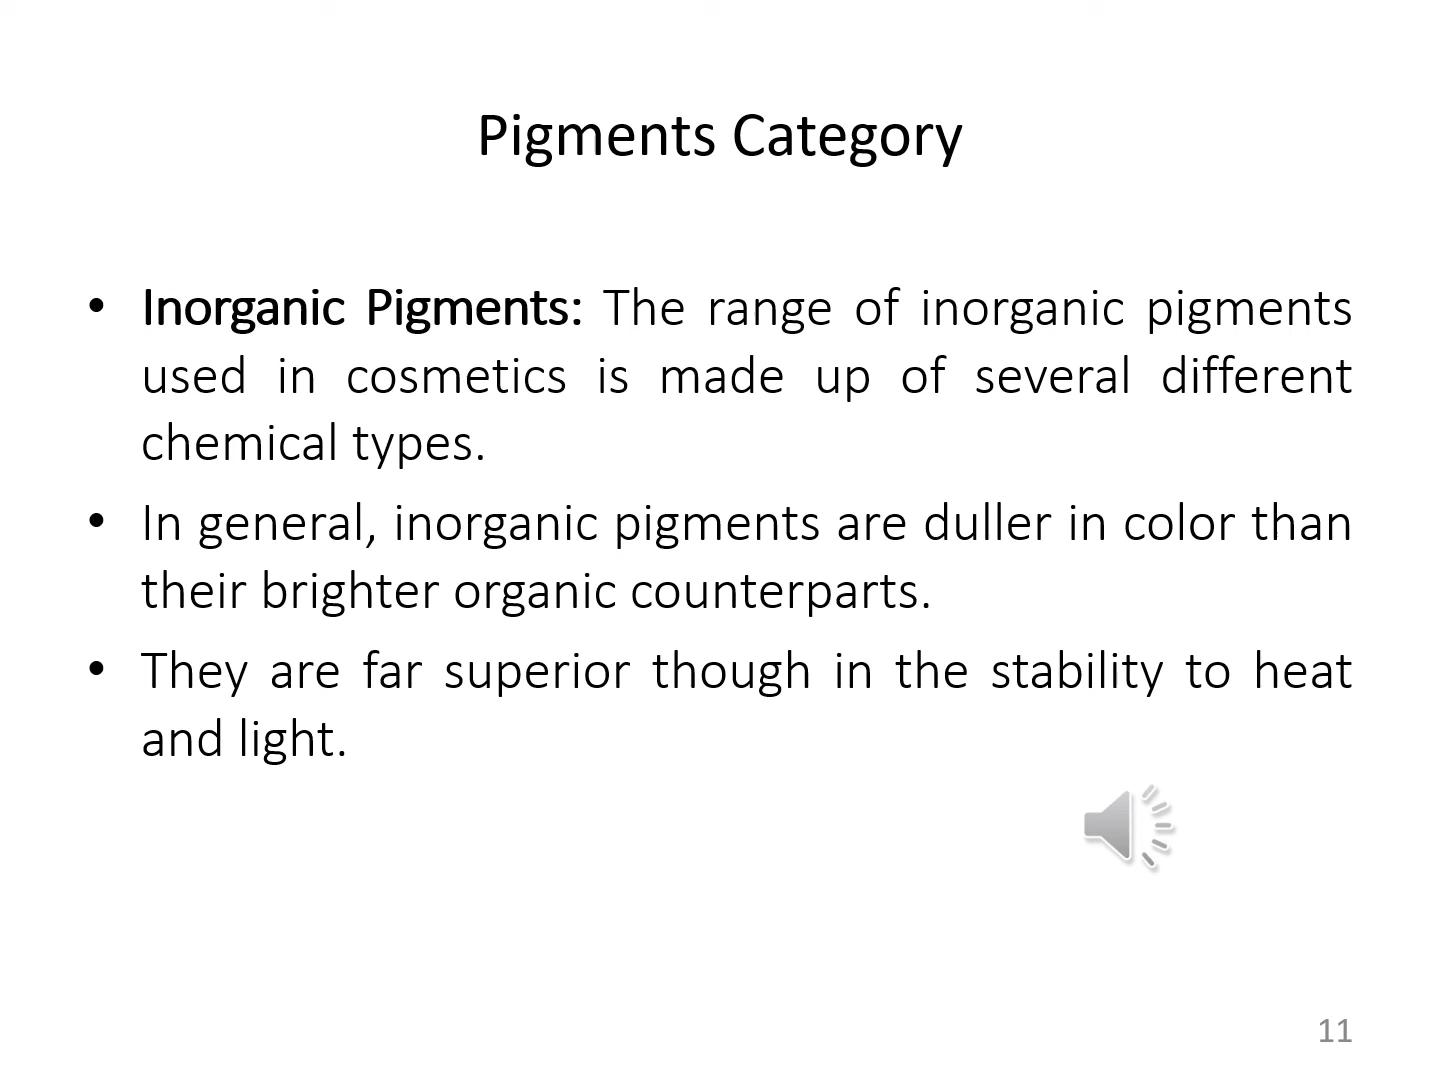 Pigments Category
• Inorganic Pigments: The range of inorganic pigments
used in cosmetics is made up of several different
chemical types.
• In general, inorganic pigments are duller in color than
their brighter organic counterparts.
• They are far superior though in the stability to heat
and light.
11